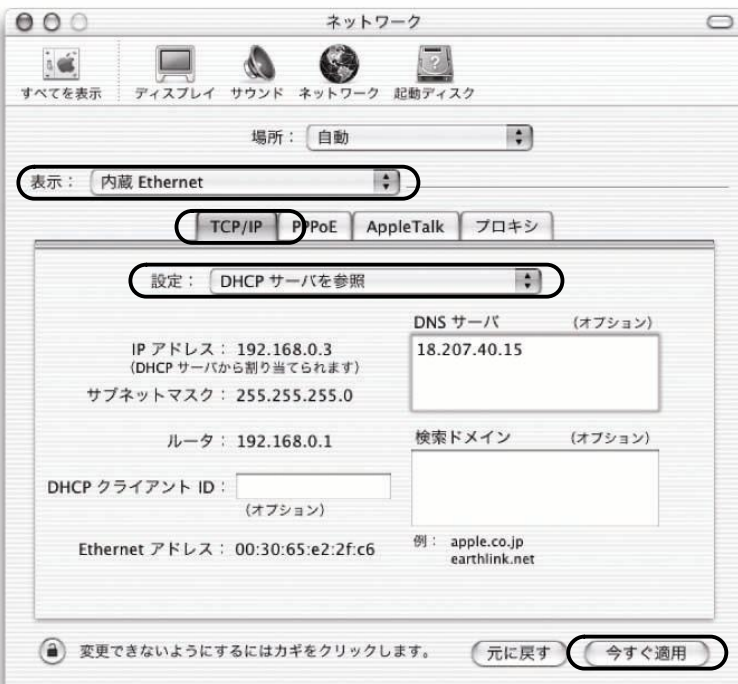 ネットワーク
すべてを表示 ディスプレイ サウンド ネットワーク 起動ディスク
場所： 自動
表示： 内蔵 Ethernet
TCP/IP PPPoE AppleTalk プロキシ
設定： DHCP サーバを参照
DNS サーバ (オプション)
18.207.40.15
IP アドレス： 192.168.0.3
(DHCP サーバから割り当てられます)
サブネットマスク： 255.255.255.0
ルータ： 192.168.0.1
検索ドメイン (オプション)
DHCP クライアント ID：
(オプション)
例： apple.co.jp
earthlink.net
Ethernet アドレス： 00:30:65:e2:2f:c6
変更できないようにするにはカギをクリックします。 元に戻す 今すぐ適用